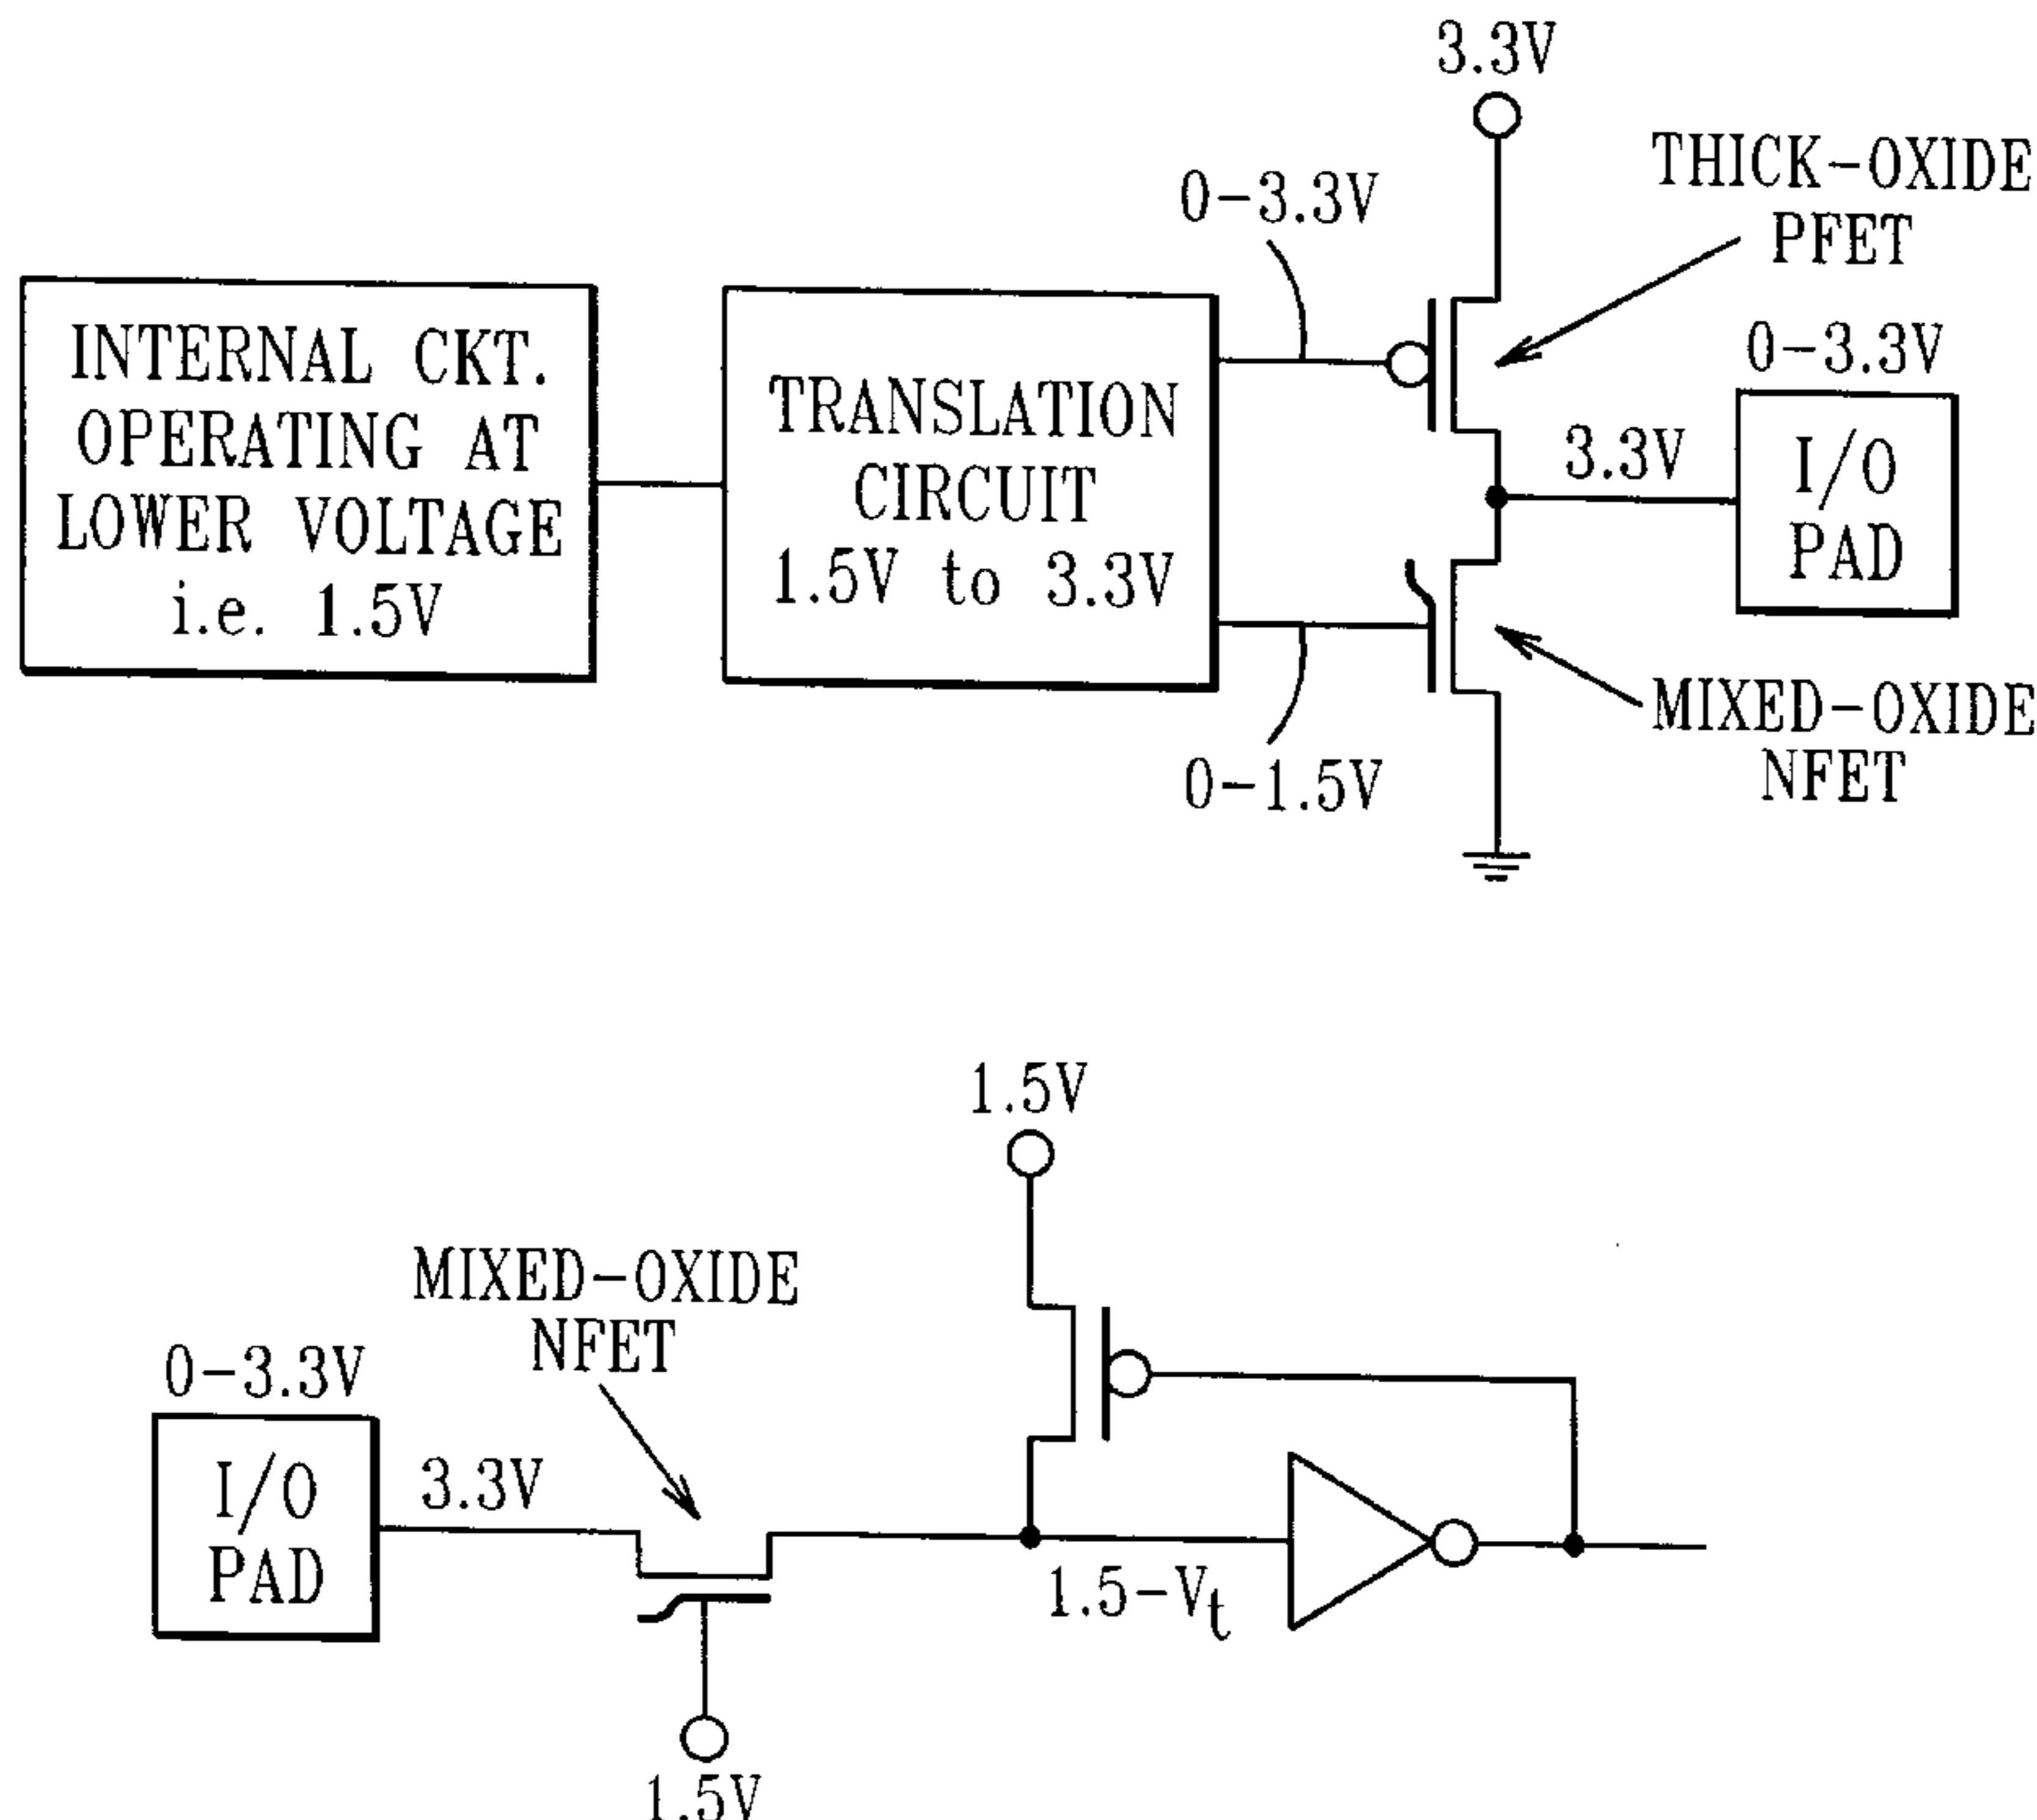 3.3V
THICK-OXIDE
PFET
0-3.3V
INTERNAL CKT.
OPERATING AT
LOWER VOLTAGE
i.e. 1.5V
TRANSLATION
CIRCUIT
1.5V to 3.3V
0-3.3V
3.3V
I/O
PAD
MIXED-OXIDE
NFET
0-1.5V
1.5V
MIXED-OXIDE
NFET
0-3.3V
I/O
PAD
3.3V
1.5-Vt
1.5V